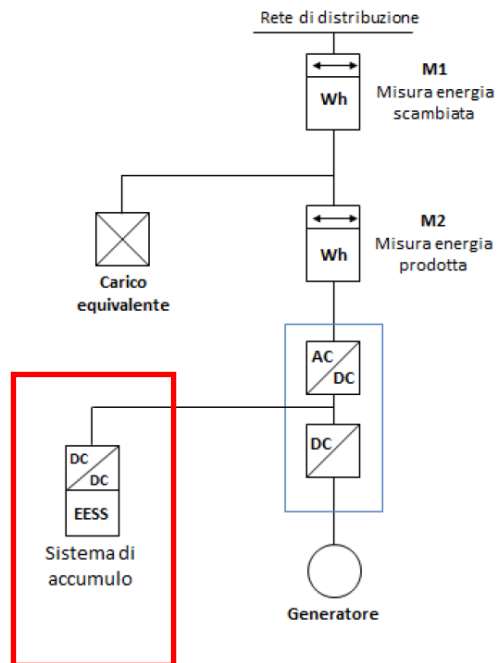 Rete di distribuzione
M1
Misura energia
scambiata
Wh
M2
Misura energia
prodotta
Wh
Carico
equivalente
AC
DC
DC
DC
DC
EESS
Sistema di
accumulo
Generatore